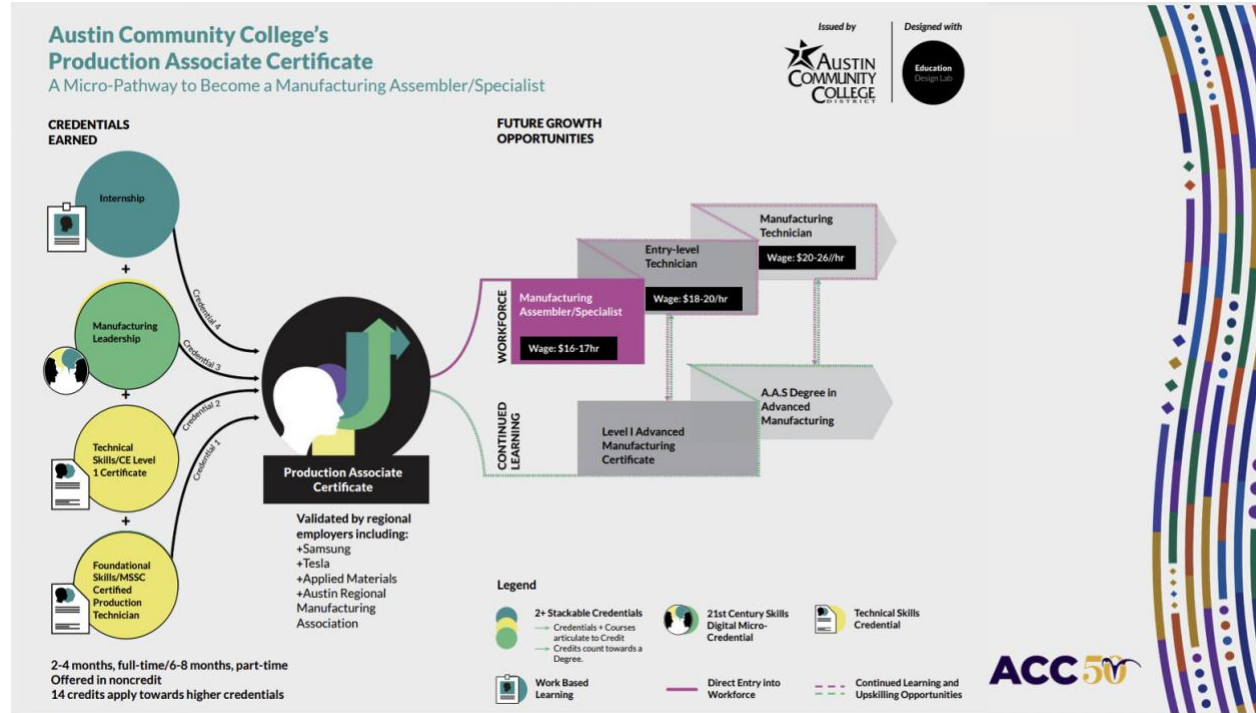 Austin Community College's
Production Associate Certificate
A Micro-Pathway to Become a Manufacturing Assembler/Specialist
Issued by
AUSTIN
COMMUNITY
COLLEGE
DISTRICT
Designed with
Education
Design Lab
CREDENTIALS
EARNED
Internship
+
Manufacturing
Leadership
+
Technical
Skills/CE Level
1 Certificate
+
Foundational
Skills/MSSC
Certified
Production
Technician
Credential 4
Credential 3
Credential 2
Credential 1
Production Associate
Certificate
Validated by regional
employers including:
+Samsung
+Tesla
+Applied Materials
+Austin Regional
Manufacturing
Association
FUTURE GROWTH
OPPORTUNITIES
WORKFORCE
Manufacturing
Assembler/Specialist
Wage: $16-17hr
Entry-level
Technician
Wage: $18-20/hr
Manufacturing
Technician
Wage: $20-26//hr
CONTINUED
LEARNING
Level I Advanced
Manufacturing
Certificate
A.A.S Degree in
Advanced
Manufacturing
Legend
2+ Stackable Credentials
Credentials + Courses
articulate to Credit
Credits count towards a
Degree.
21st Century Skills
Digital Micro-
Credential
Technical Skills
Credential
Work Based
Learning
Direct Entry into
Workforce
Continued Learning and
Upskilling Opportunities
2-4 months, full-time/6-8 months, part-time
Offered in noncredit
14 credits apply towards higher credentials
ACC50